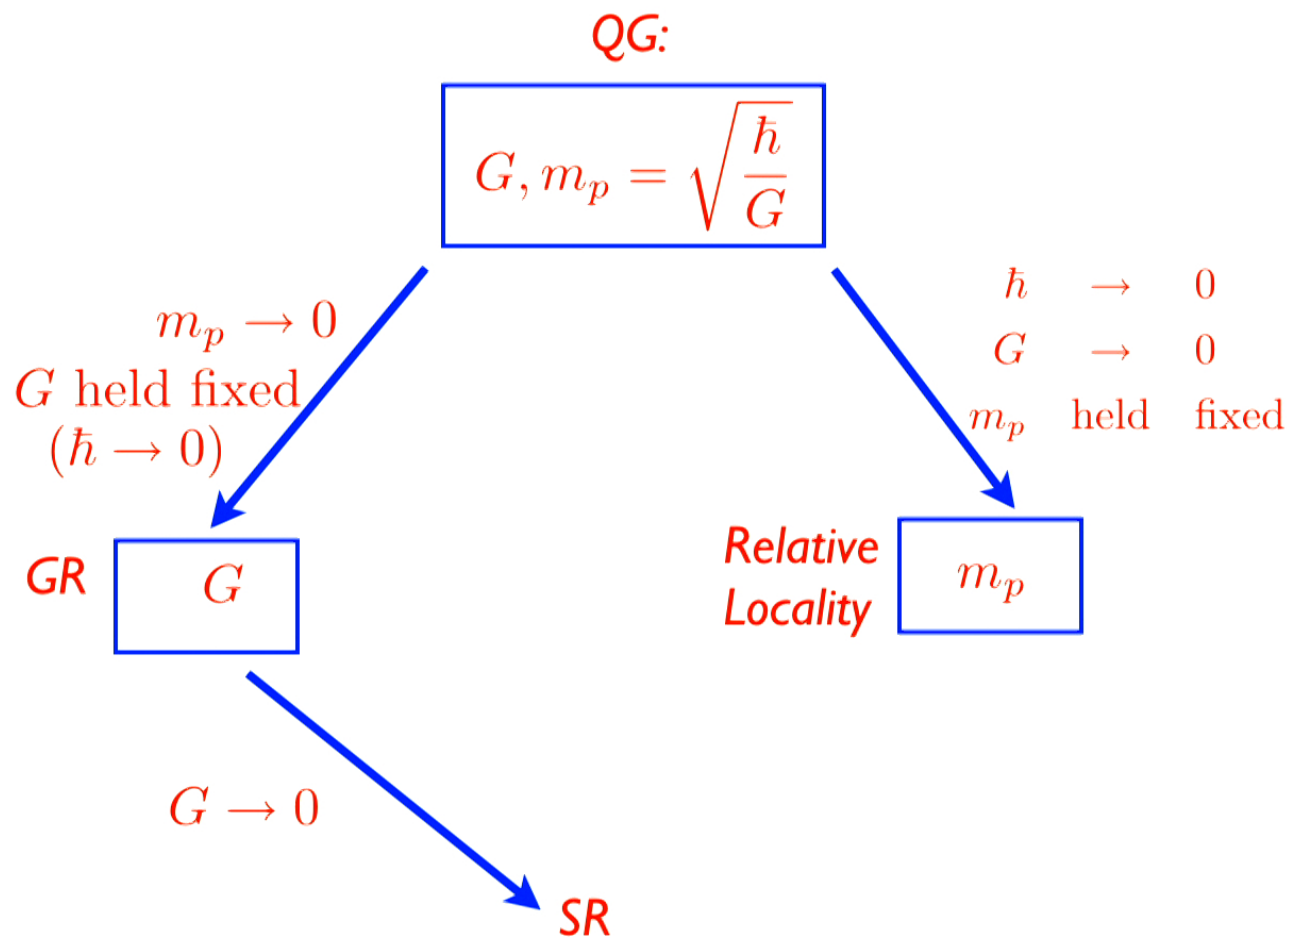 QG:
G, m_p = √(ħ/G)
m_p → 0
G held fixed
(ħ → 0)
ħ → 0
G → 0
m_p held fixed
GR
G
Relative
Locality
m_p
G → 0
SR